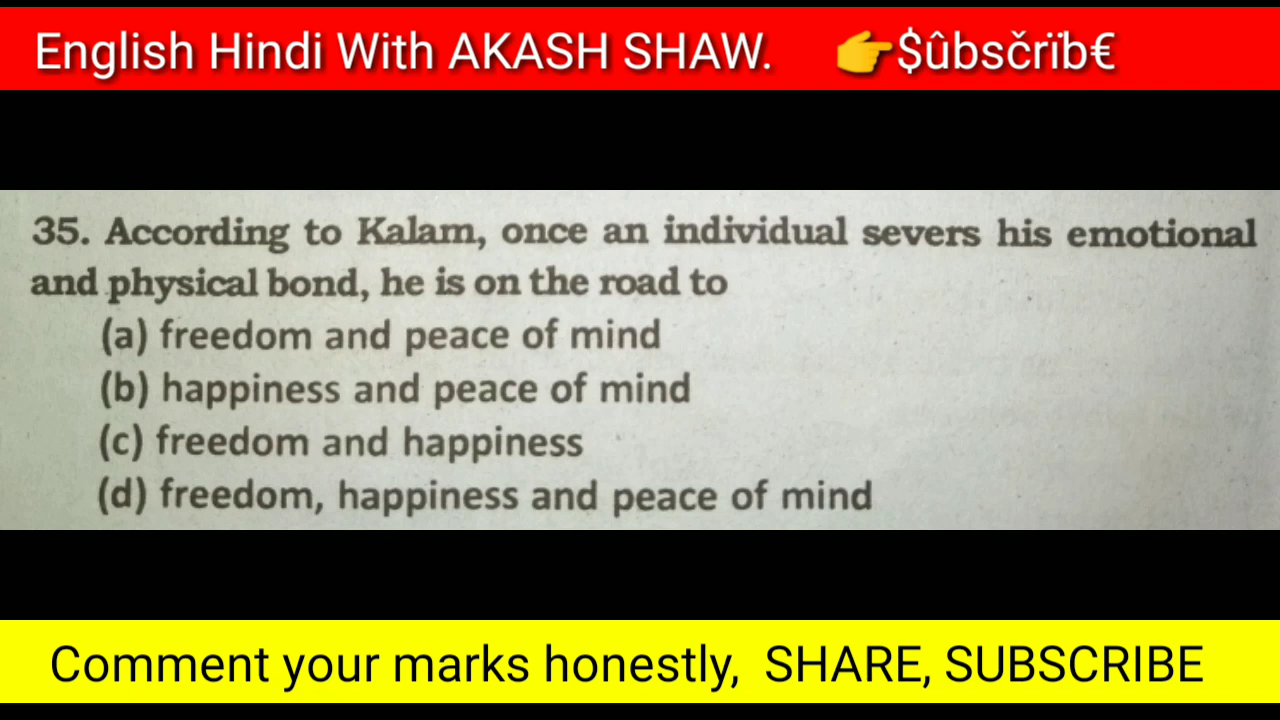 English Hindi With AKASH SHAW. 👉$ûbsčrïb€
35. According to Kalam, once an individual severs his emotional
and physical bond, he is on the road to
(a) freedom and peace of mind
(b) happiness and peace of mind
(c) freedom and happiness
(d) freedom, happiness and peace of mind
Comment your marks honestly, SHARE, SUBSCRIBE